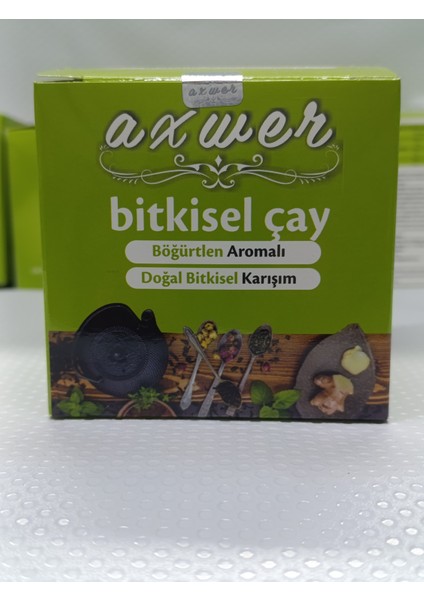 axwer
axwer
bitkisel çay
Böğürtlen Aromalı
Doğal Bitkisel Karışım